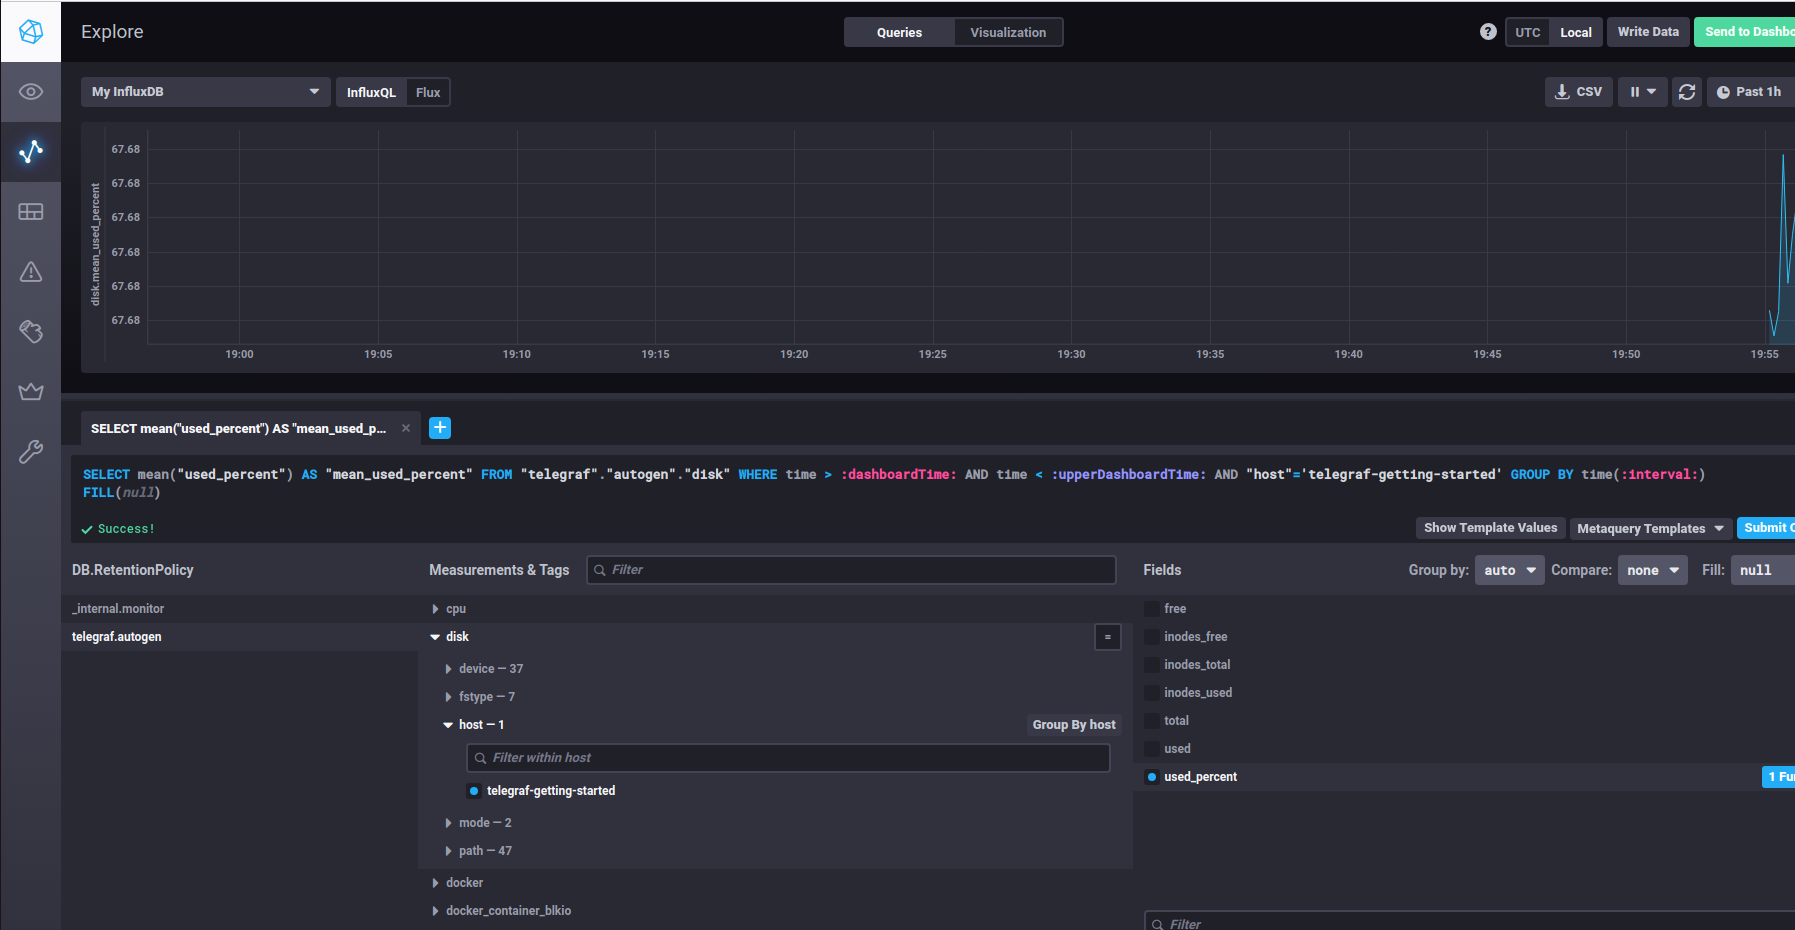 Explore
Queries
Visualization
?
UTC
Local
Write Data
Send to Dashbo
My InfluxDB
InfluxQL
Flux
CSV
Past 1h
disk.mean_used_percent
67.68
67.68
67.68
67.68
67.68
67.68
19:00 19:05 19:10 19:15 19:20 19:25 19:30 19:35 19:40 19:45 19:50 19:55
SELECT mean("used_percent") AS "mean_used_p... ×
+
SELECT mean("used_percent") AS "mean_used_percent" FROM "telegraf"."autogen"."disk" WHERE time > :dashboardTime: AND time < :upperDashboardTime: AND "host"='telegraf-getting-started' GROUP BY time(:interval:)
FILL(null)
Success!
Show Template Values
Metaquery Templates
Submit
DB.RetentionPolicy
Measurements & Tags
Filter
Fields
Group by: auto
Compare: none
Fill: null
_internal.monitor
telegraf.autogen
cpu
disk
=
device — 37
fstype — 7
host — 1
Group By host
Filter within host
telegraf-getting-started
mode — 2
path — 47
docker
docker_container_blkio
free
inodes_free
inodes_total
inodes_used
total
used
used_percent
1 Fu
Filter